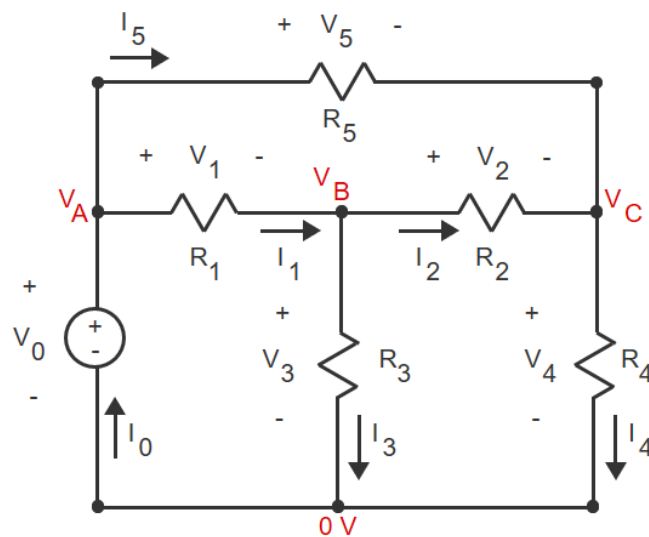 I5 + V5 -
R5
+ V1 - VB + V2 - 
VA VC
R1 I1 I2 R2
+ + + +
V0 + - V3 R3 V4 R4
- - -
I0 I3 I4
0 V